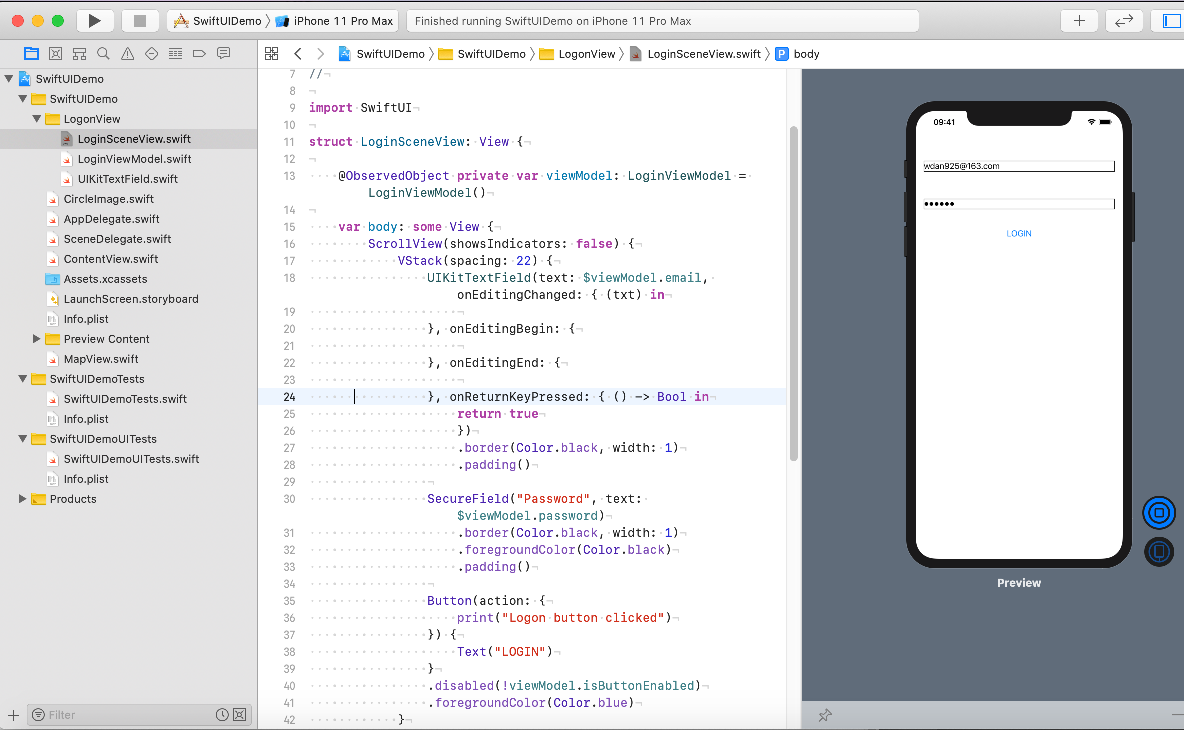 SwiftUIDemo 〉 iPhone 11 Pro Max
Finished running SwiftUIDemo on iPhone 11 Pro Max
SwiftUIDemo 〉 SwiftUIDemo 〉 LogonView 〉 LoginSceneView.swift 〉 P body
SwiftUIDemo
SwiftUIDemo
LogonView
LoginSceneView.swift
LoginViewModel.swift
UIKitTextField.swift
CircleImage.swift
AppDelegate.swift
SceneDelegate.swift
ContentView.swift
Assets.xcassets
LaunchScreen.storyboard
Info.plist
Preview Content
MapView.swift
SwiftUIDemoTests
SwiftUIDemoTests.swift
Info.plist
SwiftUIDemoUITests
SwiftUIDemoUITests.swift
Info.plist
Products
Filter
7 //¬
8 ¬
9 import·SwiftUI¬
10 ¬
11 struct·LoginSceneView:·View·{¬
12 ¬
13 ····@ObservedObject·private·var·viewModel:·LoginViewModel·=
LoginViewModel()¬
14 ¬
15 ····var·body:·some·View·{¬
16 ········ScrollView(showsIndicators:·false)·{¬
17 ············VStack(spacing:·22)·{¬
18 ················UIKitTextField(text:·$viewModel.email,
onEditingChanged:·{·(txt)·in¬
19 ····················¬
20 ················},·onEditingBegin:·{¬
21 ····················¬
22 ················},·onEditingEnd:·{¬
23 ····················¬
24 ················},·onReturnKeyPressed:·{·()·->·Bool·in¬
25 ····················return·true¬
26 ····················})¬
27 ····················.border(Color.black,·width:·1)¬
28 ····················.padding()¬
29 ················¬
30 ················SecureField("Password",·text:·
$viewModel.password)¬
31 ····················.border(Color.black,·width:·1)¬
32 ····················.foregroundColor(Color.black)¬
33 ····················.padding()¬
34 ················¬
35 ················Button(action:·{¬
36 ····················print("Logon·button·clicked")¬
37 ················})·{¬
38 ····················Text("LOGIN")¬
39 ················}¬
40 ················.disabled(!viewModel.isButtonEnabled)¬
41 ················.foregroundColor(Color.blue)¬
42 ············}¬
09:41
wdan925@163.com
••••••
LOGIN
Preview